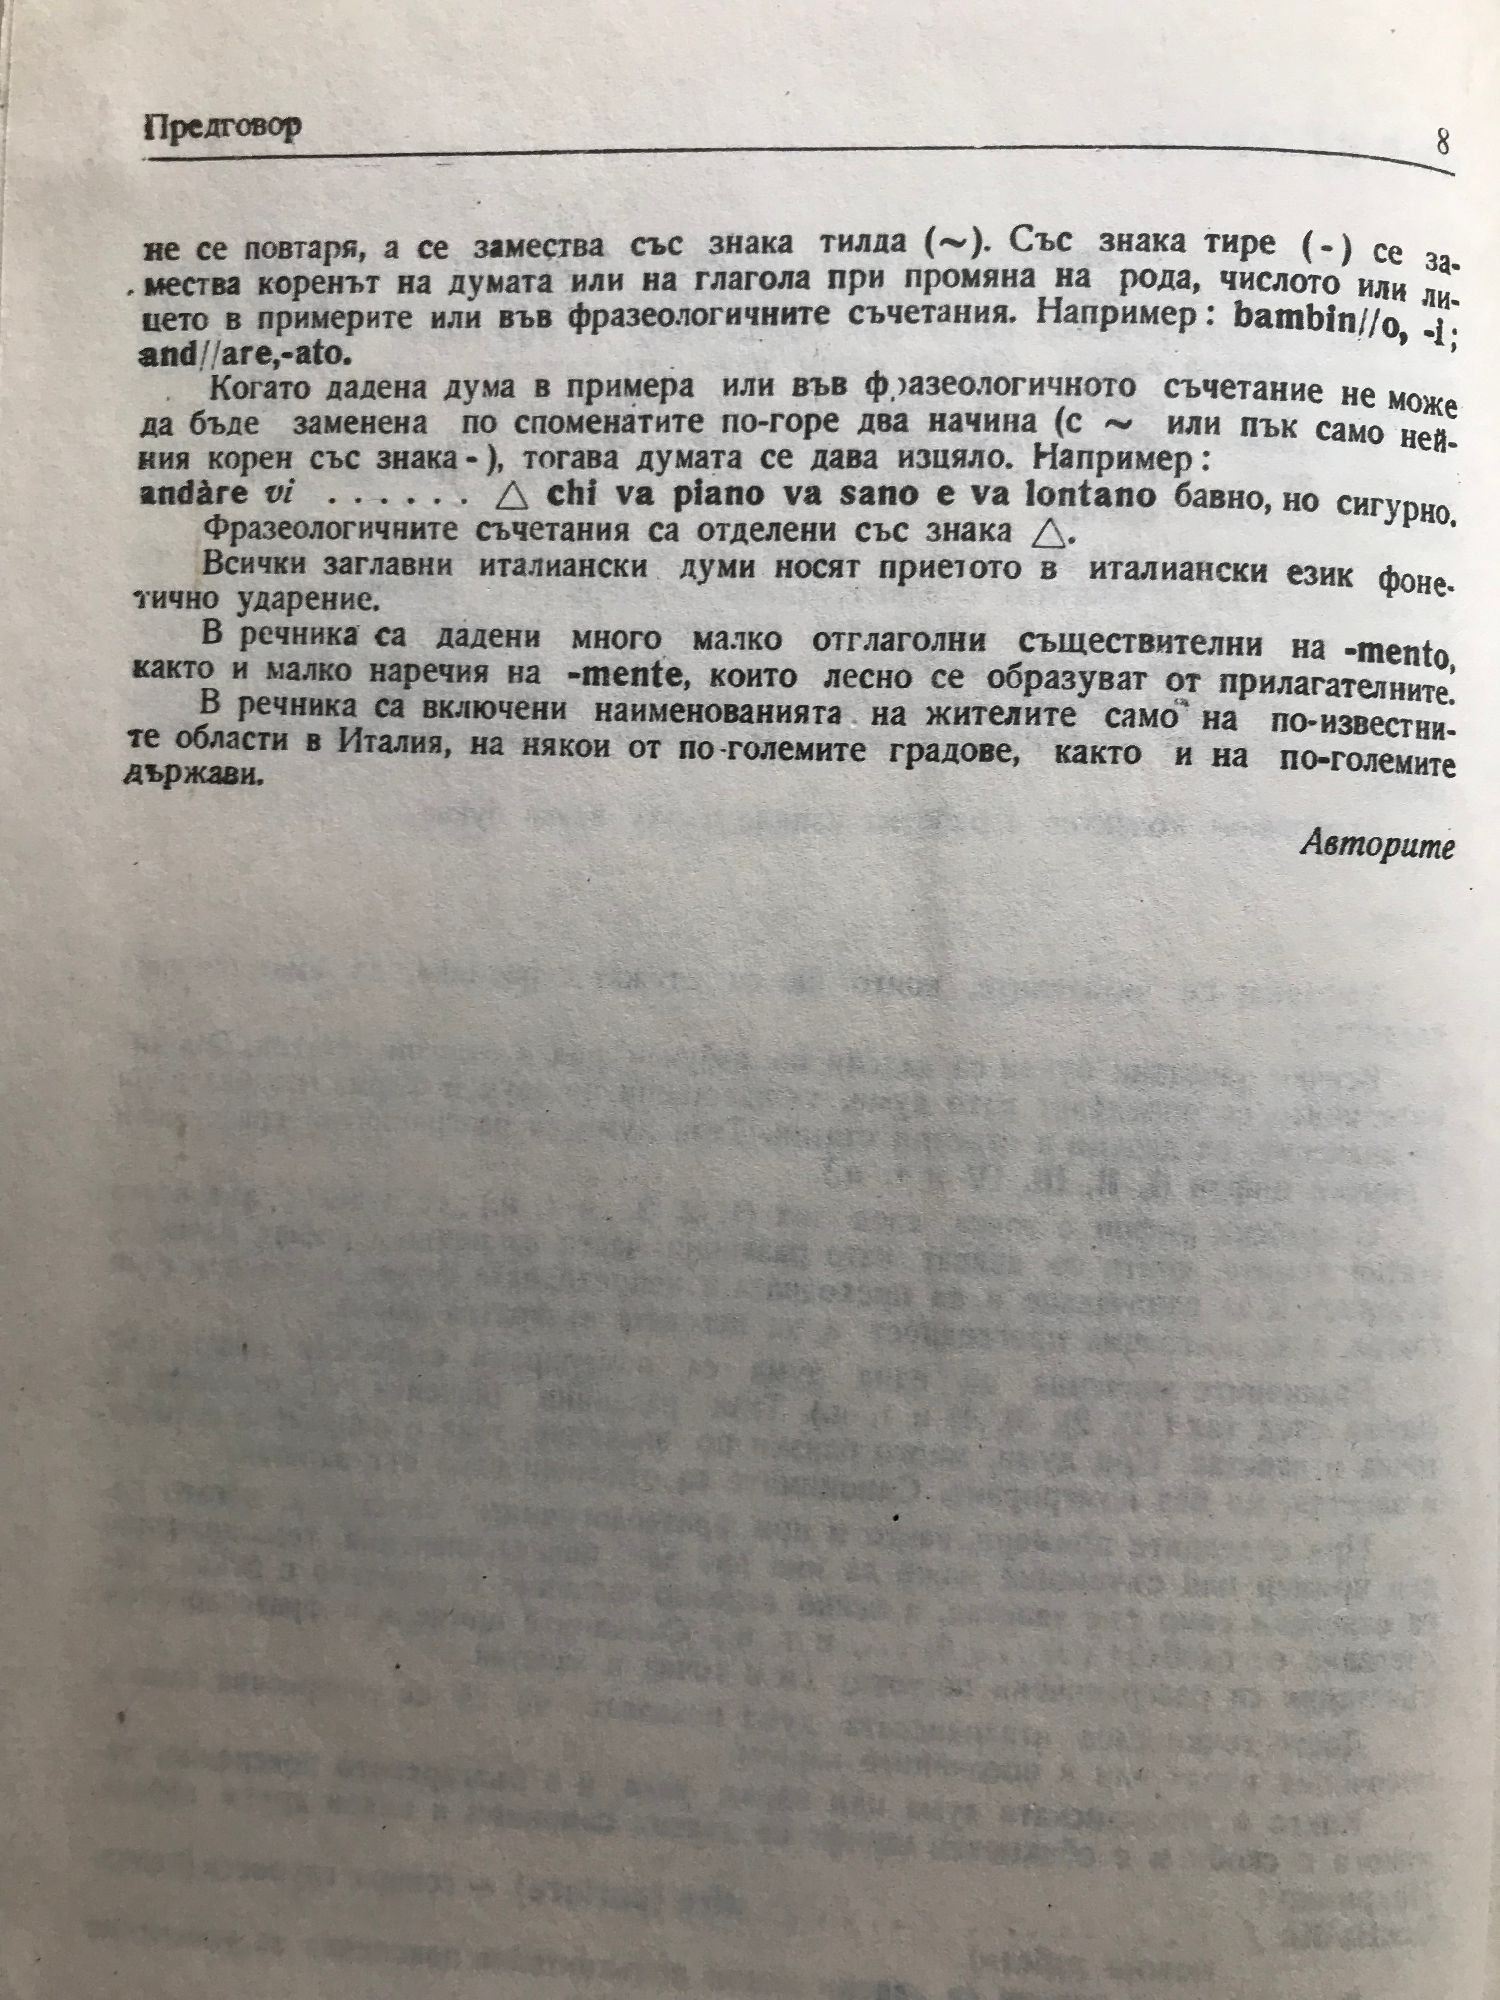 Предговор
8
не се повтаря, а се замества със знака тилда (~). Със знака тире (-) се за-
мества коренът на думата или на глагола при промяна на рода, числото или ли-
цето в примерите или във фразеологичните съчетания. Например: bambin//o, -i;
and//are,-ato.
Когато дадена дума в примера или във фразеологичното съчетание не може
да бъде заменена по споменатите по-горе два начина (с ~ или пък само ней-
ния корен със знака -), тогава думата се дава изцяло. Например:
andàre vi . . . . . . △ chi va piano va sano e va lontano бавно, но сигурно.
Фразеологичните съчетания са отделени със знака △.
Всички заглавни италиански думи носят приетото в италиански език фоне-
тично ударение.
В речника са дадени много малко отглаголни съществителни на -mento,
както и малко наречия на -mente, които лесно се образуват от прилагателните.
В речника са включени наименованията на жителите само на по-известни-
те области в Италия, на някои от по-големите градове, както и на по-големите
държави.
Авторите